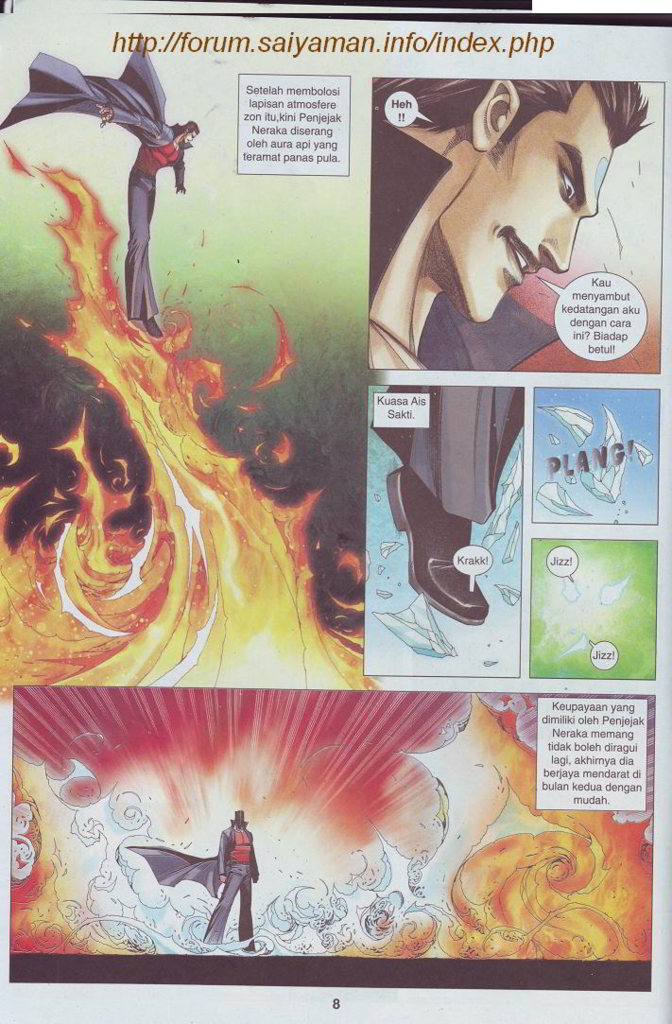 http://forum.saiyaman.info/index.php
Setelah membolosi
lapisan atmosfere
zon itu,kini Penjejak
Neraka diserang
oleh aura api yang
teramat panas pula.
Heh
!!
Kau
menyambut
kedatangan aku
dengan cara
ini? Biadap
betul!
Kuasa Ais
Sakti.
Krakk!
PLANG!
Jizz!
Jizz!
Keupayaan yang
dimiliki oleh Penjejak
Neraka memang
tidak boleh diragui
lagi, akhirnya dia
berjaya mendarat di
bulan kedua dengan
mudah.
8